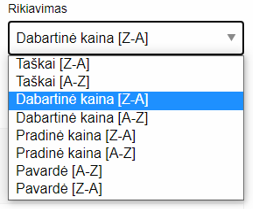 Rikiavimas
Dabartinė kaina [Z-A]
Taškai [Z-A]
Taškai [A-Z]
Dabartinė kaina [Z-A]
Dabartinė kaina [A-Z]
Pradinė kaina [Z-A]
Pradinė kaina [A-Z]
Pavardė [A-Z]
Pavardė [Z-A]